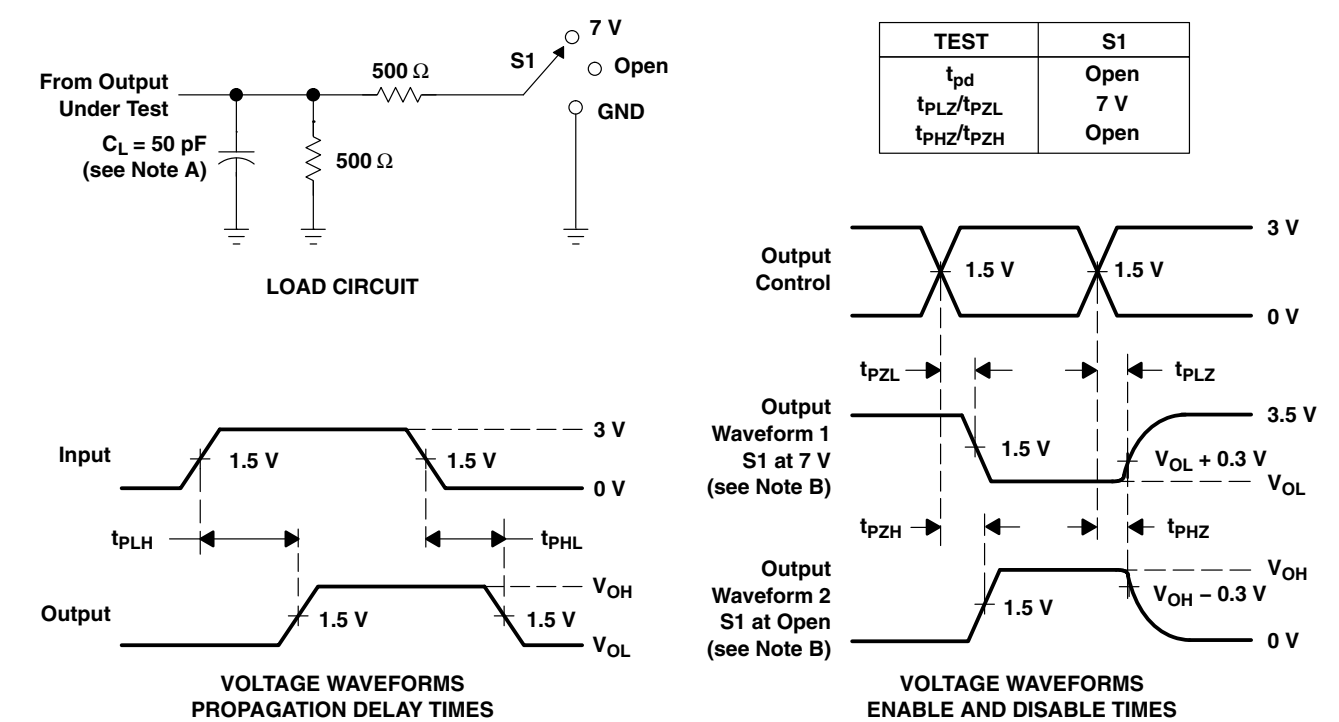 From Output
Under Test
C_L = 50 pF
(see Note A)
500 Ω
500 Ω
S1
7 V
Open
GND
LOAD CIRCUIT
TEST S1
t_pd Open
t_PLZ/t_PZL 7 V
t_PHZ/t_PZH Open
Output
Control
1.5 V
1.5 V
3 V
0 V
t_PZL
t_PLZ
Output
Waveform 1
S1 at 7 V
(see Note B)
1.5 V
3.5 V
V_OL + 0.3 V
V_OL
t_PZH
t_PHZ
Output
Waveform 2
S1 at Open
(see Note B)
1.5 V
V_OH
V_OH − 0.3 V
0 V
VOLTAGE WAVEFORMS
ENABLE AND DISABLE TIMES
Input
1.5 V
1.5 V
3 V
0 V
t_PLH
t_PHL
Output
1.5 V
1.5 V
V_OH
V_OL
VOLTAGE WAVEFORMS
PROPAGATION DELAY TIMES